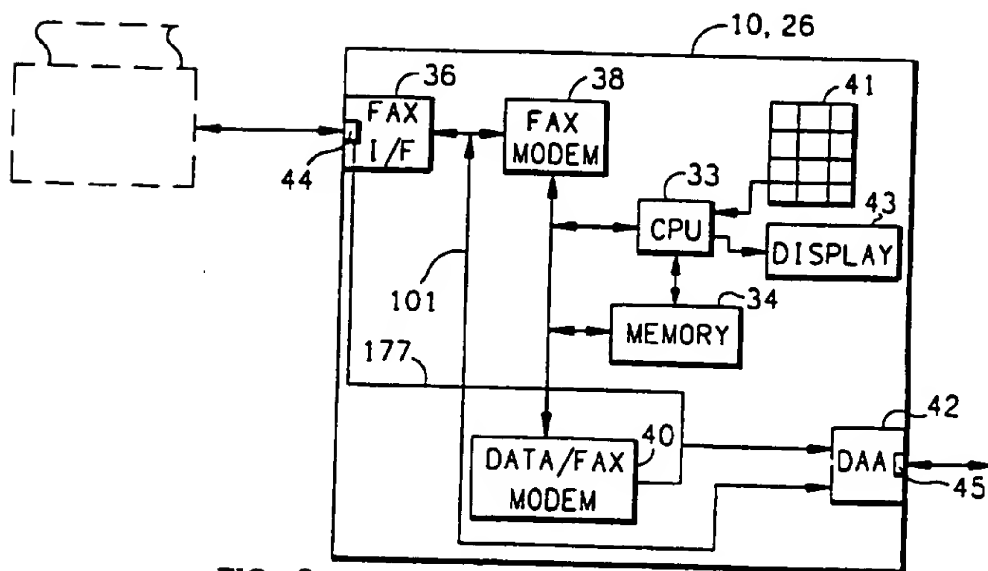 10, 26
36
38
41
FAX
I/F
FAX
MODEM
44
33
CPU
43
DISPLAY
101
34
MEMORY
177
42
40
DATA/FAX
MODEM
DAA
45